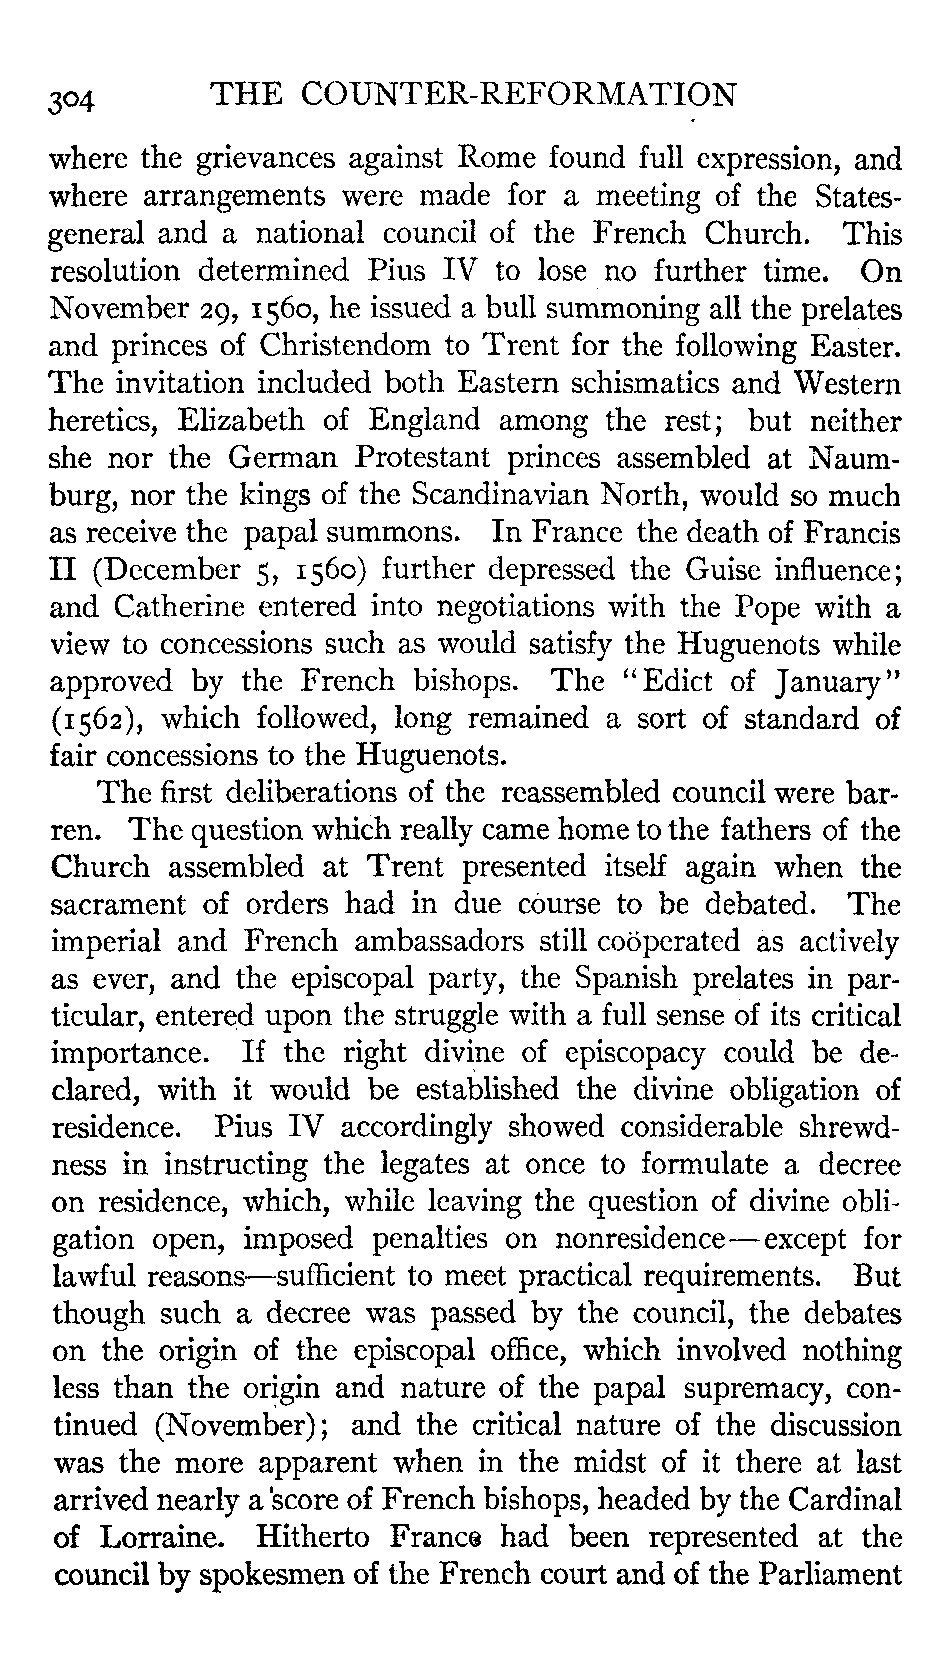 304 THE COUNTER-REFORMATION
where the grievances against Rome found full expression, and
where arrangements were made for a meeting of the States-
general and a national council of the French Church. This
resolution determined Pius IV to lose no further time. On
November 29, 1560, he issued a bull summoning all the prelates
and princes of Christendom to Trent for the following Easter.
The invitation included both Eastern schismatics and Western
heretics, Elizabeth of England among the rest; but neither
she nor the German Protestant princes assembled at Naum-
burg, nor the kings of the Scandinavian North, would so much
as receive the papal summons. In France the death of Francis
II (December 5, 1560) further depressed the Guise influence;
and Catherine entered into negotiations with the Pope with a
view to concessions such as would satisfy the Huguenots while
approved by the French bishops. The "Edict of January"
(1562), which followed, long remained a sort of standard of
fair concessions to the Huguenots.
The first deliberations of the reassembled council were bar-
ren. The question which really came home to the fathers of the
Church assembled at Trent presented itself again when the
sacrament of orders had in due course to be debated. The
imperial and French ambassadors still coöperated as actively
as ever, and the episcopal party, the Spanish prelates in par-
ticular, entered upon the struggle with a full sense of its critical
importance. If the right divine of episcopacy could be de-
clared, with it would be established the divine obligation of
residence. Pius IV accordingly showed considerable shrewd-
ness in instructing the legates at once to formulate a decree
on residence, which, while leaving the question of divine obli-
gation open, imposed penalties on nonresidence—except for
lawful reasons—sufficient to meet practical requirements. But
though such a decree was passed by the council, the debates
on the origin of the episcopal office, which involved nothing
less than the origin and nature of the papal supremacy, con-
tinued (November); and the critical nature of the discussion
was the more apparent when in the midst of it there at last
arrived nearly a score of French bishops, headed by the Cardinal
of Lorraine. Hitherto France had been represented at the
council by spokesmen of the French court and of the Parliament